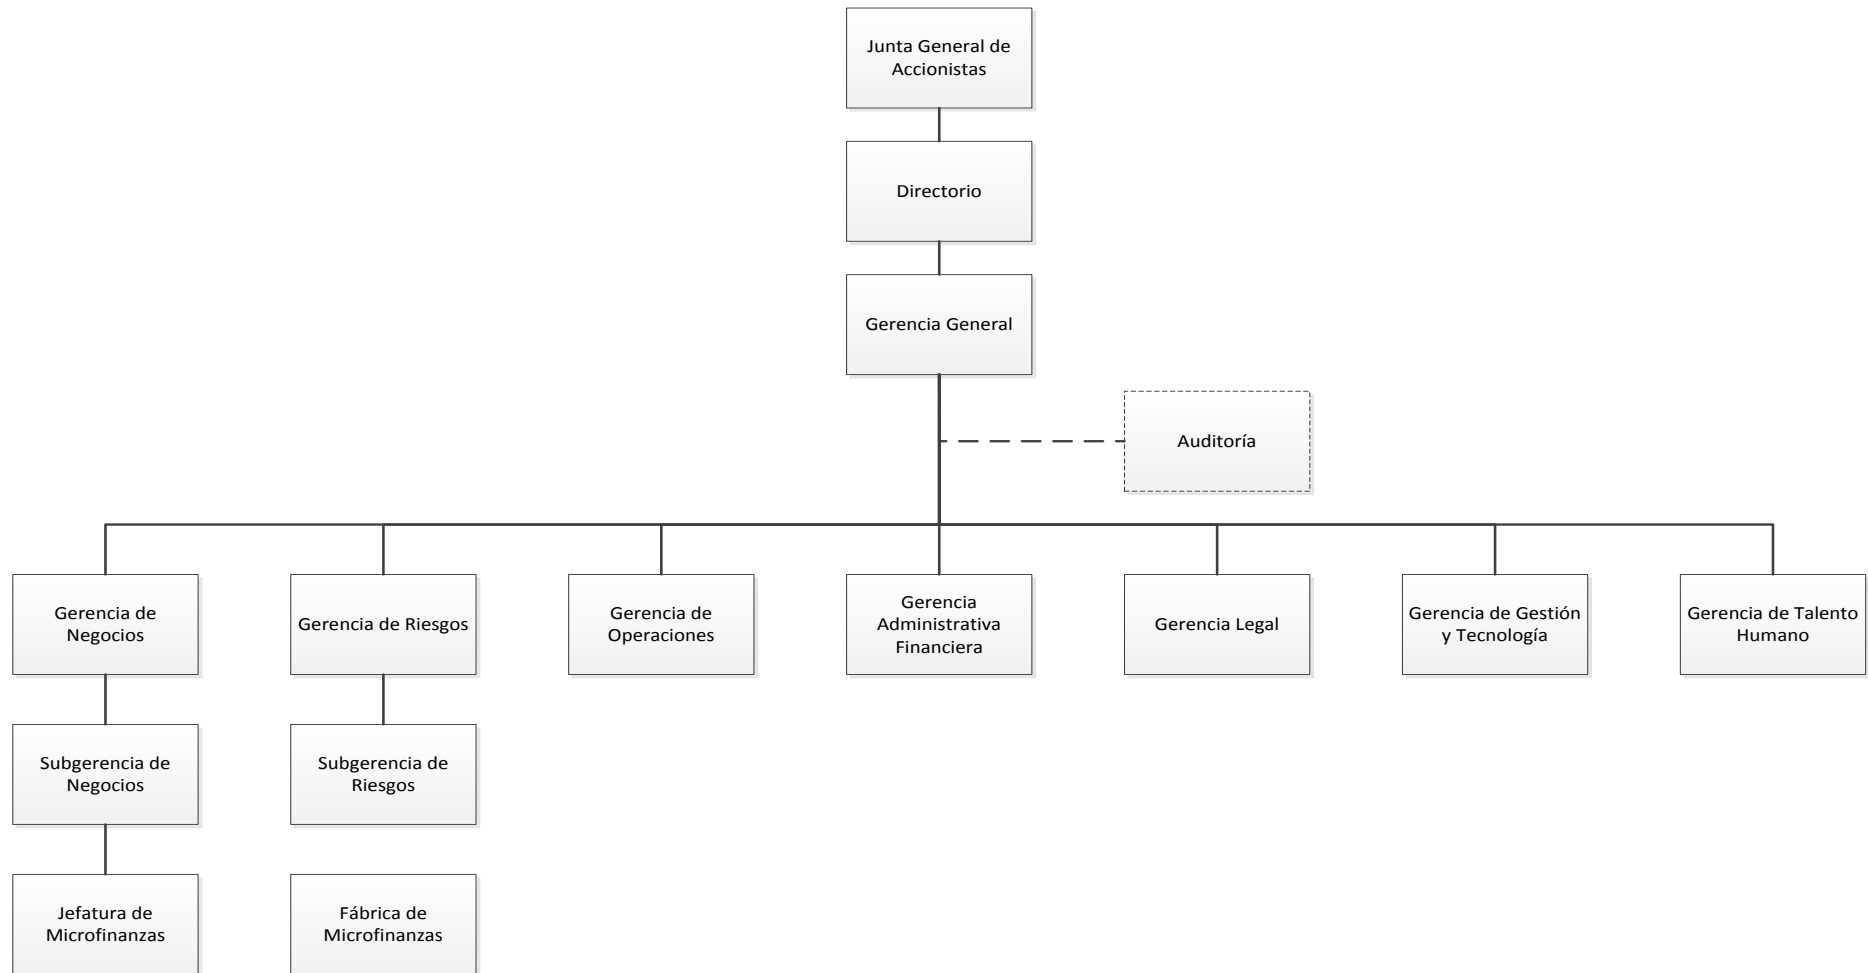 Junta General de
Accionistas
Directorio
Gerencia General
Auditoría
Gerencia de
Negocios
Gerencia de Riesgos
Gerencia de
Operaciones
Gerencia
Administrativa
Financiera
Gerencia Legal
Gerencia de Gestión
y Tecnología
Gerencia de Talento
Humano
Subgerencia de
Negocios
Subgerencia de
Riesgos
Jefatura de
Microfinanzas
Fábrica de
Microfinanzas